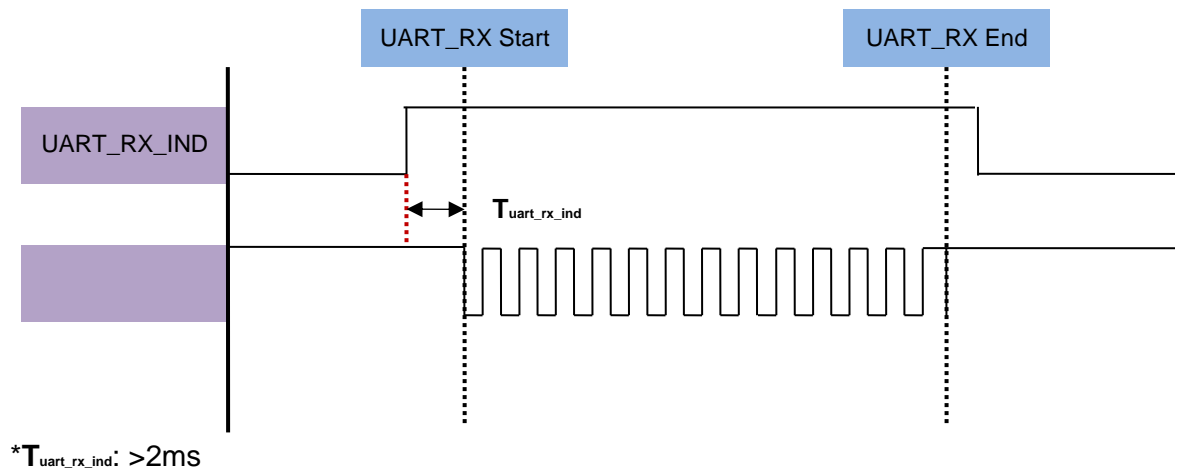 UART_RX Start
UART_RX End
UART_RX_IND
Tuart_rx_ind
*Tuart_rx_ind: >2ms